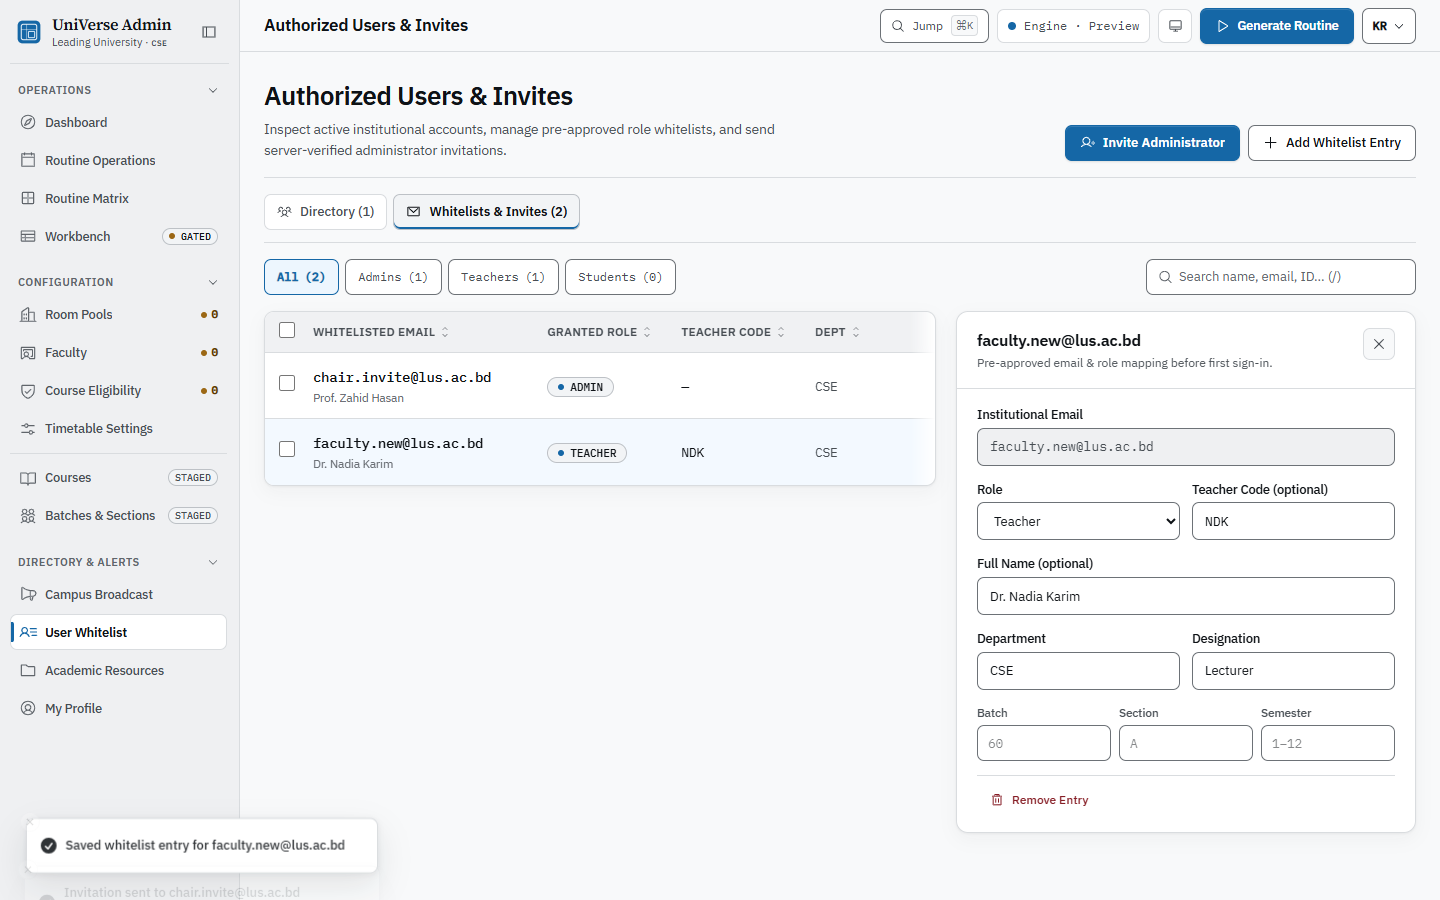 UniVerse Admin
Leading University · CSE
Authorized Users & Invites
Jump ⌘K
Engine · Preview
Generate Routine
KR
OPERATIONS
Dashboard
Routine Operations
Routine Matrix
Workbench GATED
CONFIGURATION
Room Pools 0
Faculty 0
Course Eligibility 0
Timetable Settings
Courses STAGED
Batches & Sections STAGED
DIRECTORY & ALERTS
Campus Broadcast
User Whitelist
Academic Resources
My Profile
Authorized Users & Invites
Inspect active institutional accounts, manage pre-approved role whitelists, and send
server-verified administrator invitations.
Invite Administrator
Add Whitelist Entry
Directory (1)
Whitelists & Invites (2)
All (2)
Admins (1)
Teachers (1)
Students (0)
Search name, email, ID... (/)
WHITELISTED EMAIL GRANTED ROLE TEACHER CODE DEPT
chair.invite@lus.ac.bd ADMIN — CSE
Prof. Zahid Hasan
faculty.new@lus.ac.bd TEACHER NDK CSE
Dr. Nadia Karim
faculty.new@lus.ac.bd
Pre-approved email & role mapping before first sign-in.
Institutional Email
faculty.new@lus.ac.bd
Role Teacher Code (optional)
Teacher NDK
Full Name (optional)
Dr. Nadia Karim
Department Designation
CSE Lecturer
Batch Section Semester
60 A 1–12
Remove Entry
Saved whitelist entry for faculty.new@lus.ac.bd
Invitation sent to chair.invite@lus.ac.bd